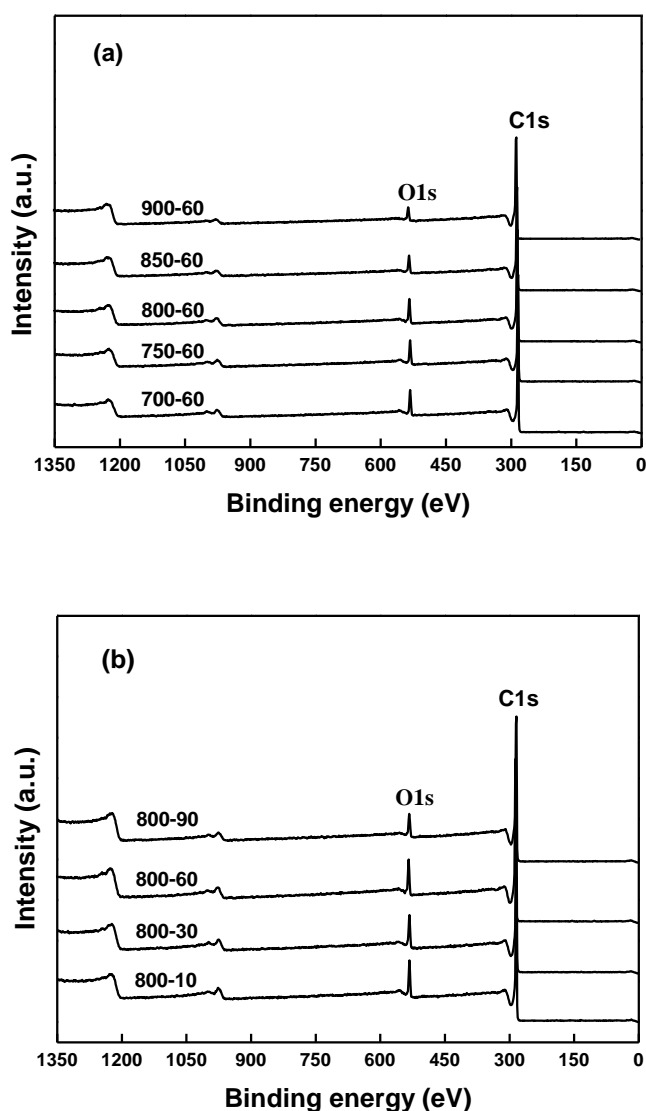 (a)
C1s
O1s
900-60
850-60
800-60
750-60
700-60
Intensity (a.u.)
1350 1200 1050 900 750 600 450 300 150 0
Binding energy (eV)
(b)
C1s
O1s
800-90
800-60
800-30
800-10
Intensity (a.u.)
1350 1200 1050 900 750 600 450 300 150 0
Binding energy (eV)